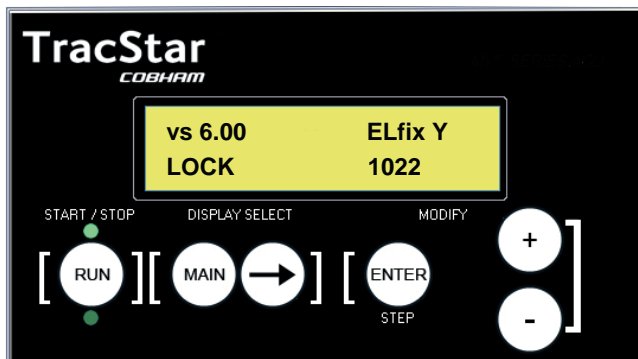 TracStar
COBHAM
vs 6.00 ELfix Y
LOCK 1022
START / STOP DISPLAY SELECT MODIFY
RUN MAIN ENTER + -
STEP